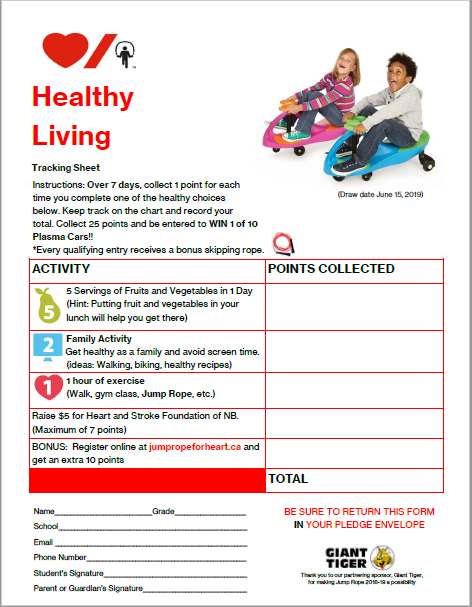 Healthy
Living
Tracking Sheet
Instructions: Over 7 days, collect 1 point for each
time you complete one of the healthy choices
below. Keep track on the chart and record your
total. Collect 25 points and be entered to WIN 1 of 10
Plasma Cars!!
*Every qualifying entry receives a bonus skipping rope.
(Draw date June 15, 2019)
ACTIVITY
POINTS COLLECTED
5
5 Servings of Fruits and Vegetables in 1 Day
(Hint: Putting fruit and vegetables in your
lunch will help you get there)
2
Family Activity
Get healthy as a family and avoid screen time.
(ideas: Walking, biking, healthy recipes)
1
1 hour of exercise
(Walk, gym class, Jump Rope, etc.)
Raise $5 for Heart and Stroke Foundation of NB.
(Maximum of 7 points)
BONUS: Register online at jumpropeforheart.ca and
get an extra 10 points
TOTAL
Name____________________Grade_______________
School________________________________________
Email ________________________________________
Phone Number_________________________________
Student's Signature______________________________
Parent or Guardian's Signature______________________
BE SURE TO RETURN THIS FORM
IN YOUR PLEDGE ENVELOPE
GIANT
TIGER
Thank you to our partnering sponsor, Giant Tiger,
for making Jump Rope 2018-19 a possibility